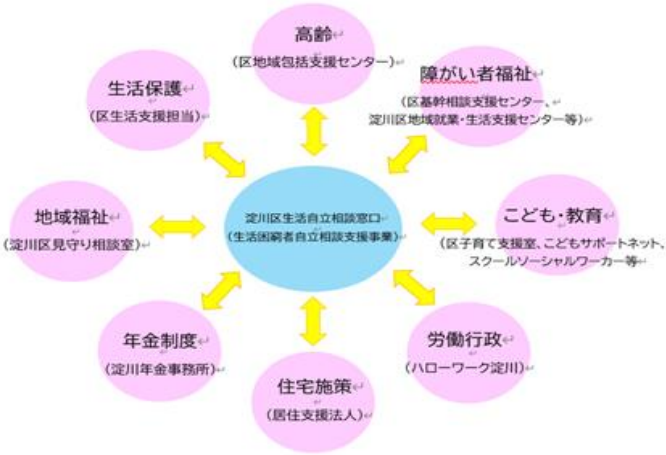 高齢
(区地域包括支援センター)
障がい者福祉
(区基幹相談支援センター、
淀川区地域就業・生活支援センター等)
生活保護
(区生活支援担当)
淀川区生活自立相談窓口
(生活困窮者自立相談支援事業)
地域福祉
(淀川区見守り相談室)
こども・教育
(区子育て支援室、こどもサポートネット、
スクールソーシャルワーカー等
年金制度
(淀川年金事務所)
労働行政
(ハローワーク淀川)
住宅施策
(居住支援法人)